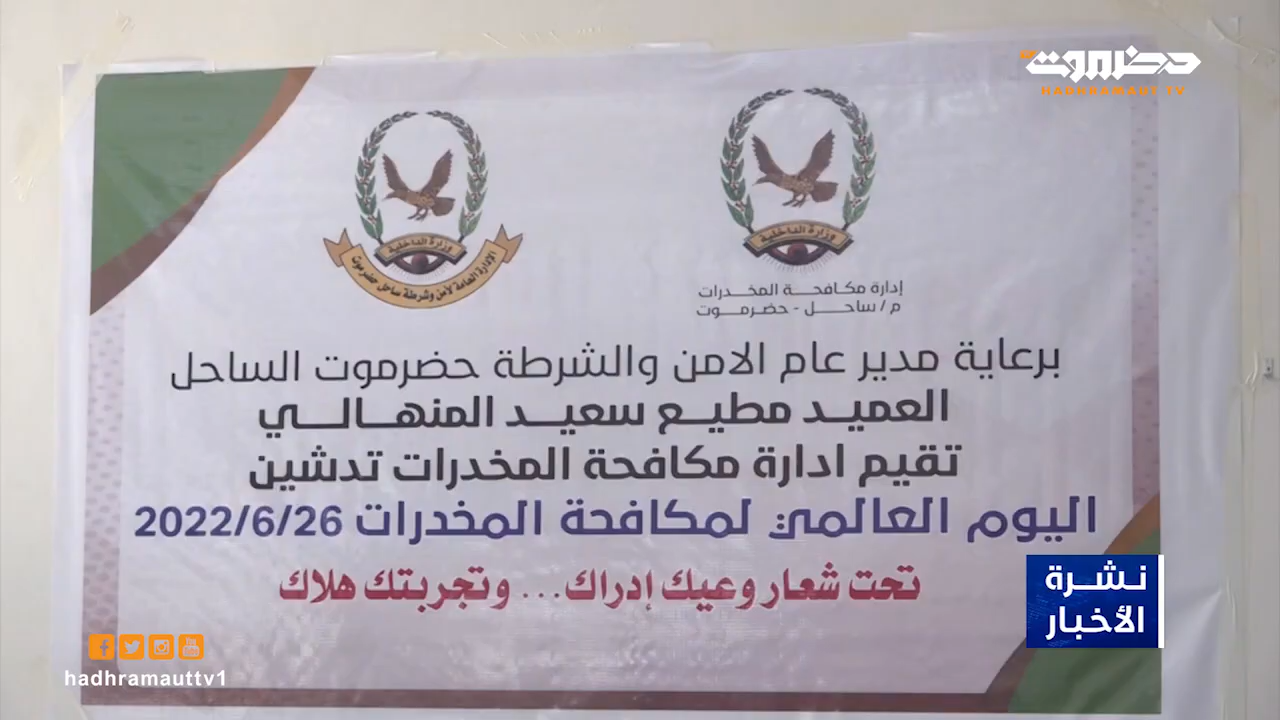 حضرموت
HADHRAMAUT TV
وزارة الداخلية
الإدارة العامة لأمن وشرطة ساحل حضرموت
وزارة الداخلية
إدارة مكافحة المخدرات
م/ ساحل - حضرموت
برعاية مدير عام الامن والشرطة حضرموت الساحل
العميد مطيع سعيد المنهالي
تقيم ادارة مكافحة المخدرات تدشين
اليوم العالمي لمكافحة المخدرات 2022/6/26
تحت شعار وعيك إدراك... وتجربتك هلاك
نشرة
الأخبار
hadhramauttv1